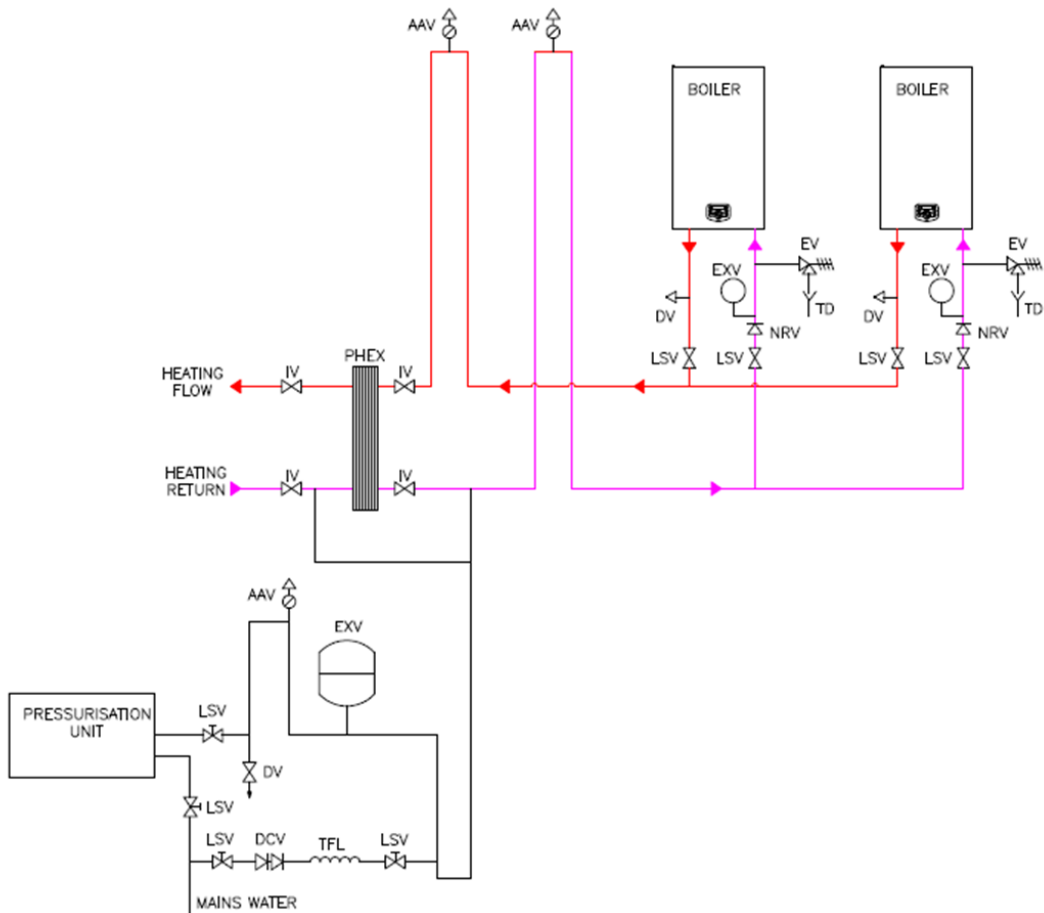 AAV
AAV
BOILER
BOILER
EV
EV
EXV
EXV
DV
TD
DV
TD
NRV
NRV
PHEX
LSV
LSV
LSV
LSV
HEATING
FLOW
IV
IV
HEATING
RETURN
IV
IV
AAV
EXV
PRESSURISATION
UNIT
LSV
DV
LSV
LSV
DCV
TFL
LSV
MAINS WATER